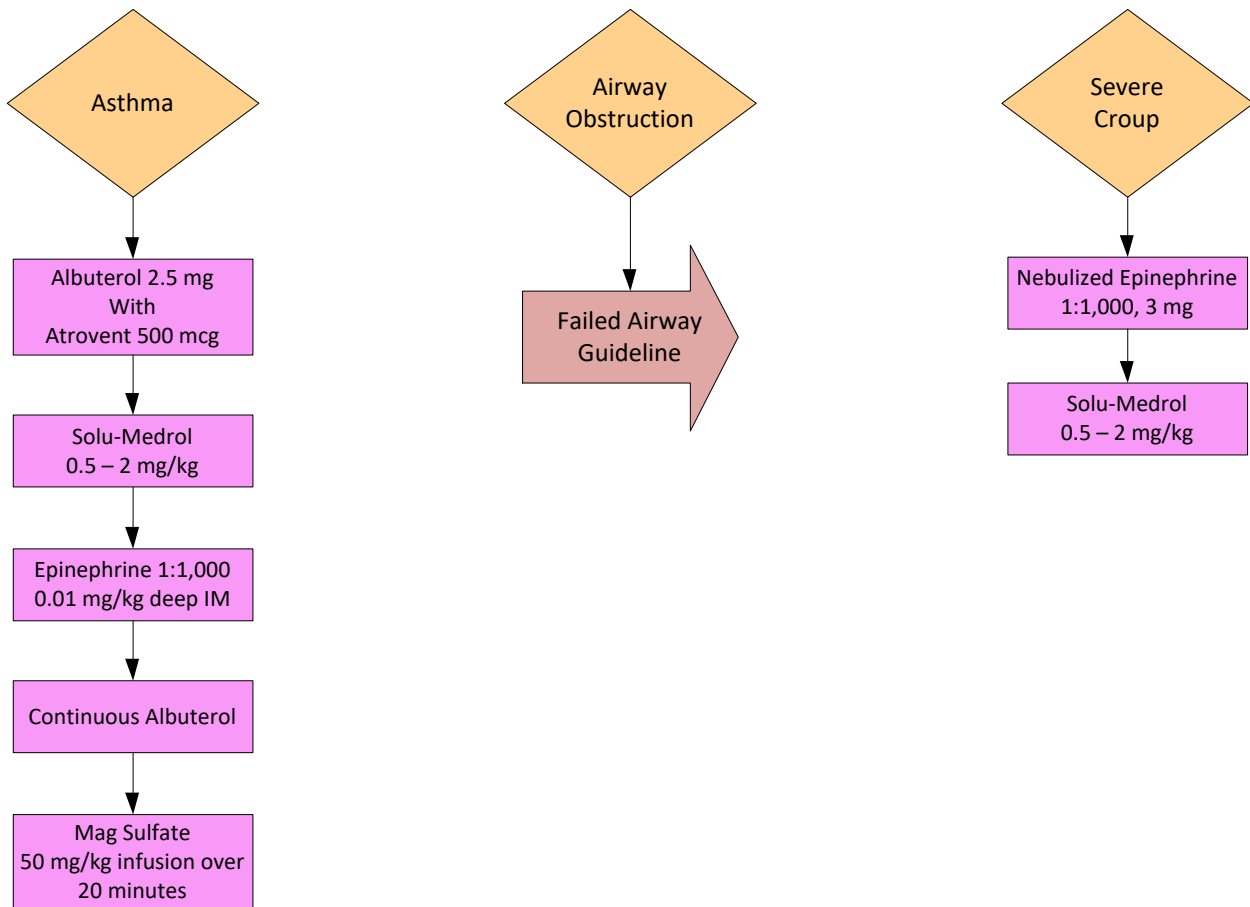 Asthma
Albuterol 2.5 mg
With
Atrovent 500 mcg
Solu-Medrol
0.5 – 2 mg/kg
Epinephrine 1:1,000
0.01 mg/kg deep IM
Continuous Albuterol
Mag Sulfate
50 mg/kg infusion over
20 minutes
Airway
Obstruction
Failed Airway
Guideline
Severe
Croup
Nebulized Epinephrine
1:1,000, 3 mg
Solu-Medrol
0.5 – 2 mg/kg